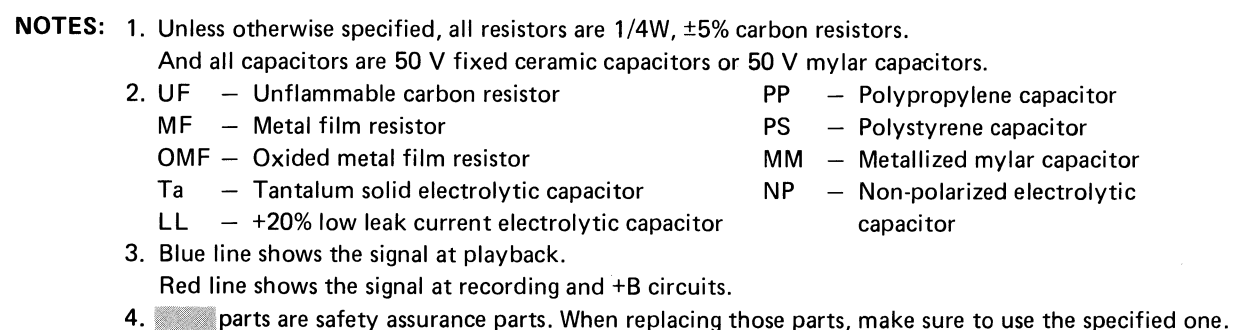 NOTES: 1. Unless otherwise specified, all resistors are 1/4W, ±5% carbon resistors.
And all capacitors are 50 V fixed ceramic capacitors or 50 V mylar capacitors.
2. UF – Unflammable carbon resistor PP – Polypropylene capacitor
MF – Metal film resistor PS – Polystyrene capacitor
OMF – Oxided metal film resistor MM – Metallized mylar capacitor
Ta – Tantalum solid electrolytic capacitor NP – Non-polarized electrolytic
LL – +20% low leak current electrolytic capacitor capacitor
3. Blue line shows the signal at playback.
Red line shows the signal at recording and +B circuits.
4. parts are safety assurance parts. When replacing those parts, make sure to use the specified one.